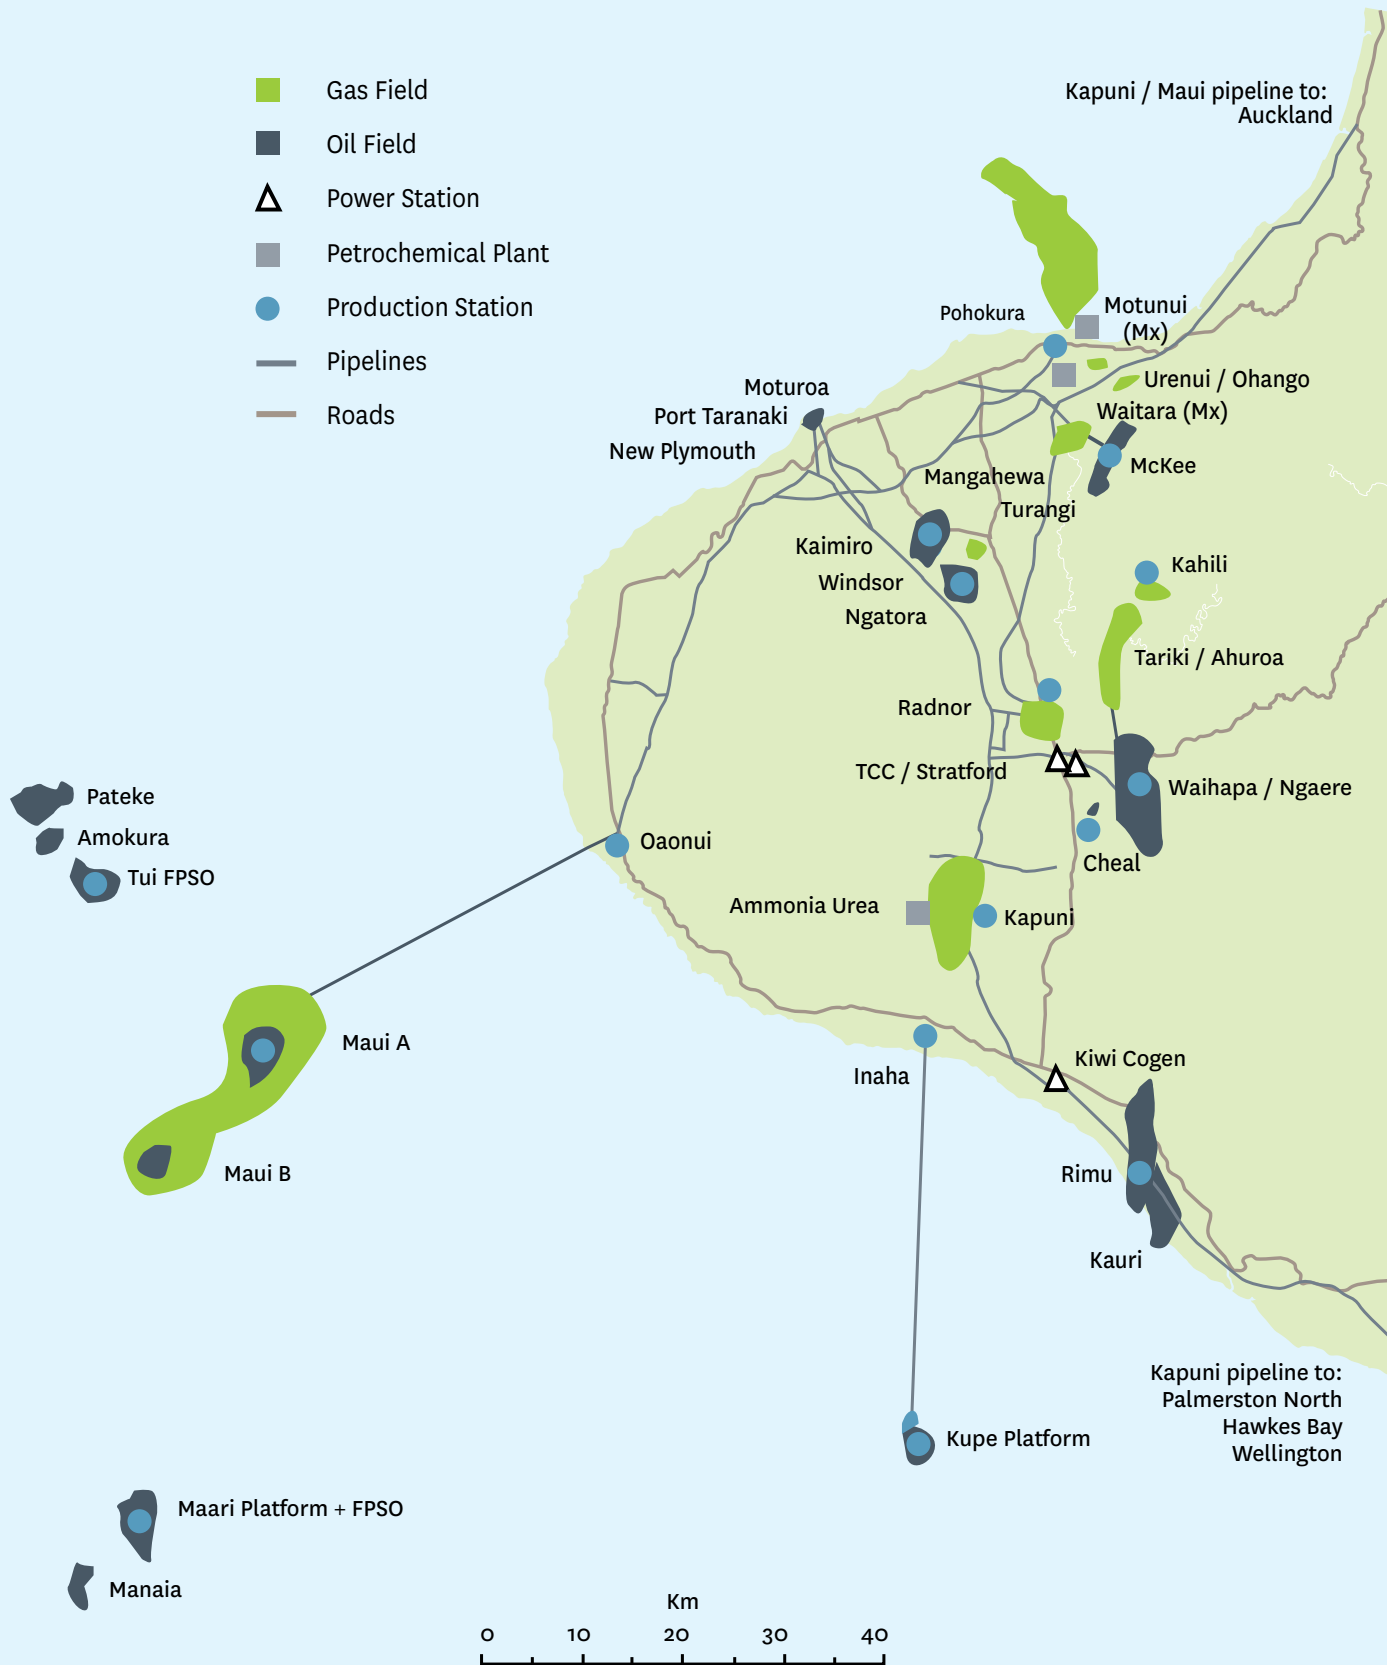 Gas Field
Oil Field
Power Station
Petrochemical Plant
Production Station
Pipelines
Roads
Kapuni / Maui pipeline to:
Auckland
Pohokura
Motunui
(Mx)
Urenui / Ohango
Moturoa
Port Taranaki
New Plymouth
Waitara (Mx)
McKee
Mangahewa
Turangi
Kaimiro
Windsor
Ngatora
Kahili
Tariki / Ahuroa
Radnor
TCC / Stratford
Waihapa / Ngaere
Cheal
Pateke
Amokura
Tui FPSO
Oaonui
Ammonia Urea
Kapuni
Maui A
Maui B
Inaha
Kiwi Cogen
Rimu
Kauri
Kapuni pipeline to:
Palmerston North
Hawkes Bay
Wellington
Kupe Platform
Maari Platform + FPSO
Manaia
Km
0 10 20 30 40